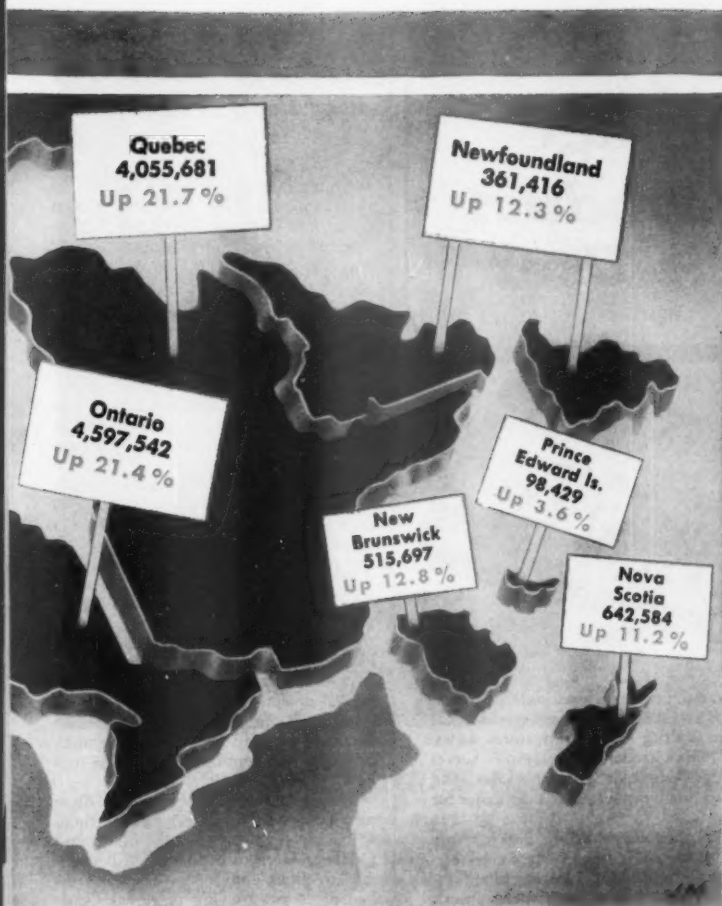 Quebec
4,055,681
Up 21.7%
Newfoundland
361,416
Up 12.3%
Ontario
4,597,542
Up 21.4%
Prince
Edward Is.
98,429
Up 3.6%
New
Brunswick
515,697
Up 12.8%
Nova
Scotia
642,584
Up 11.2%